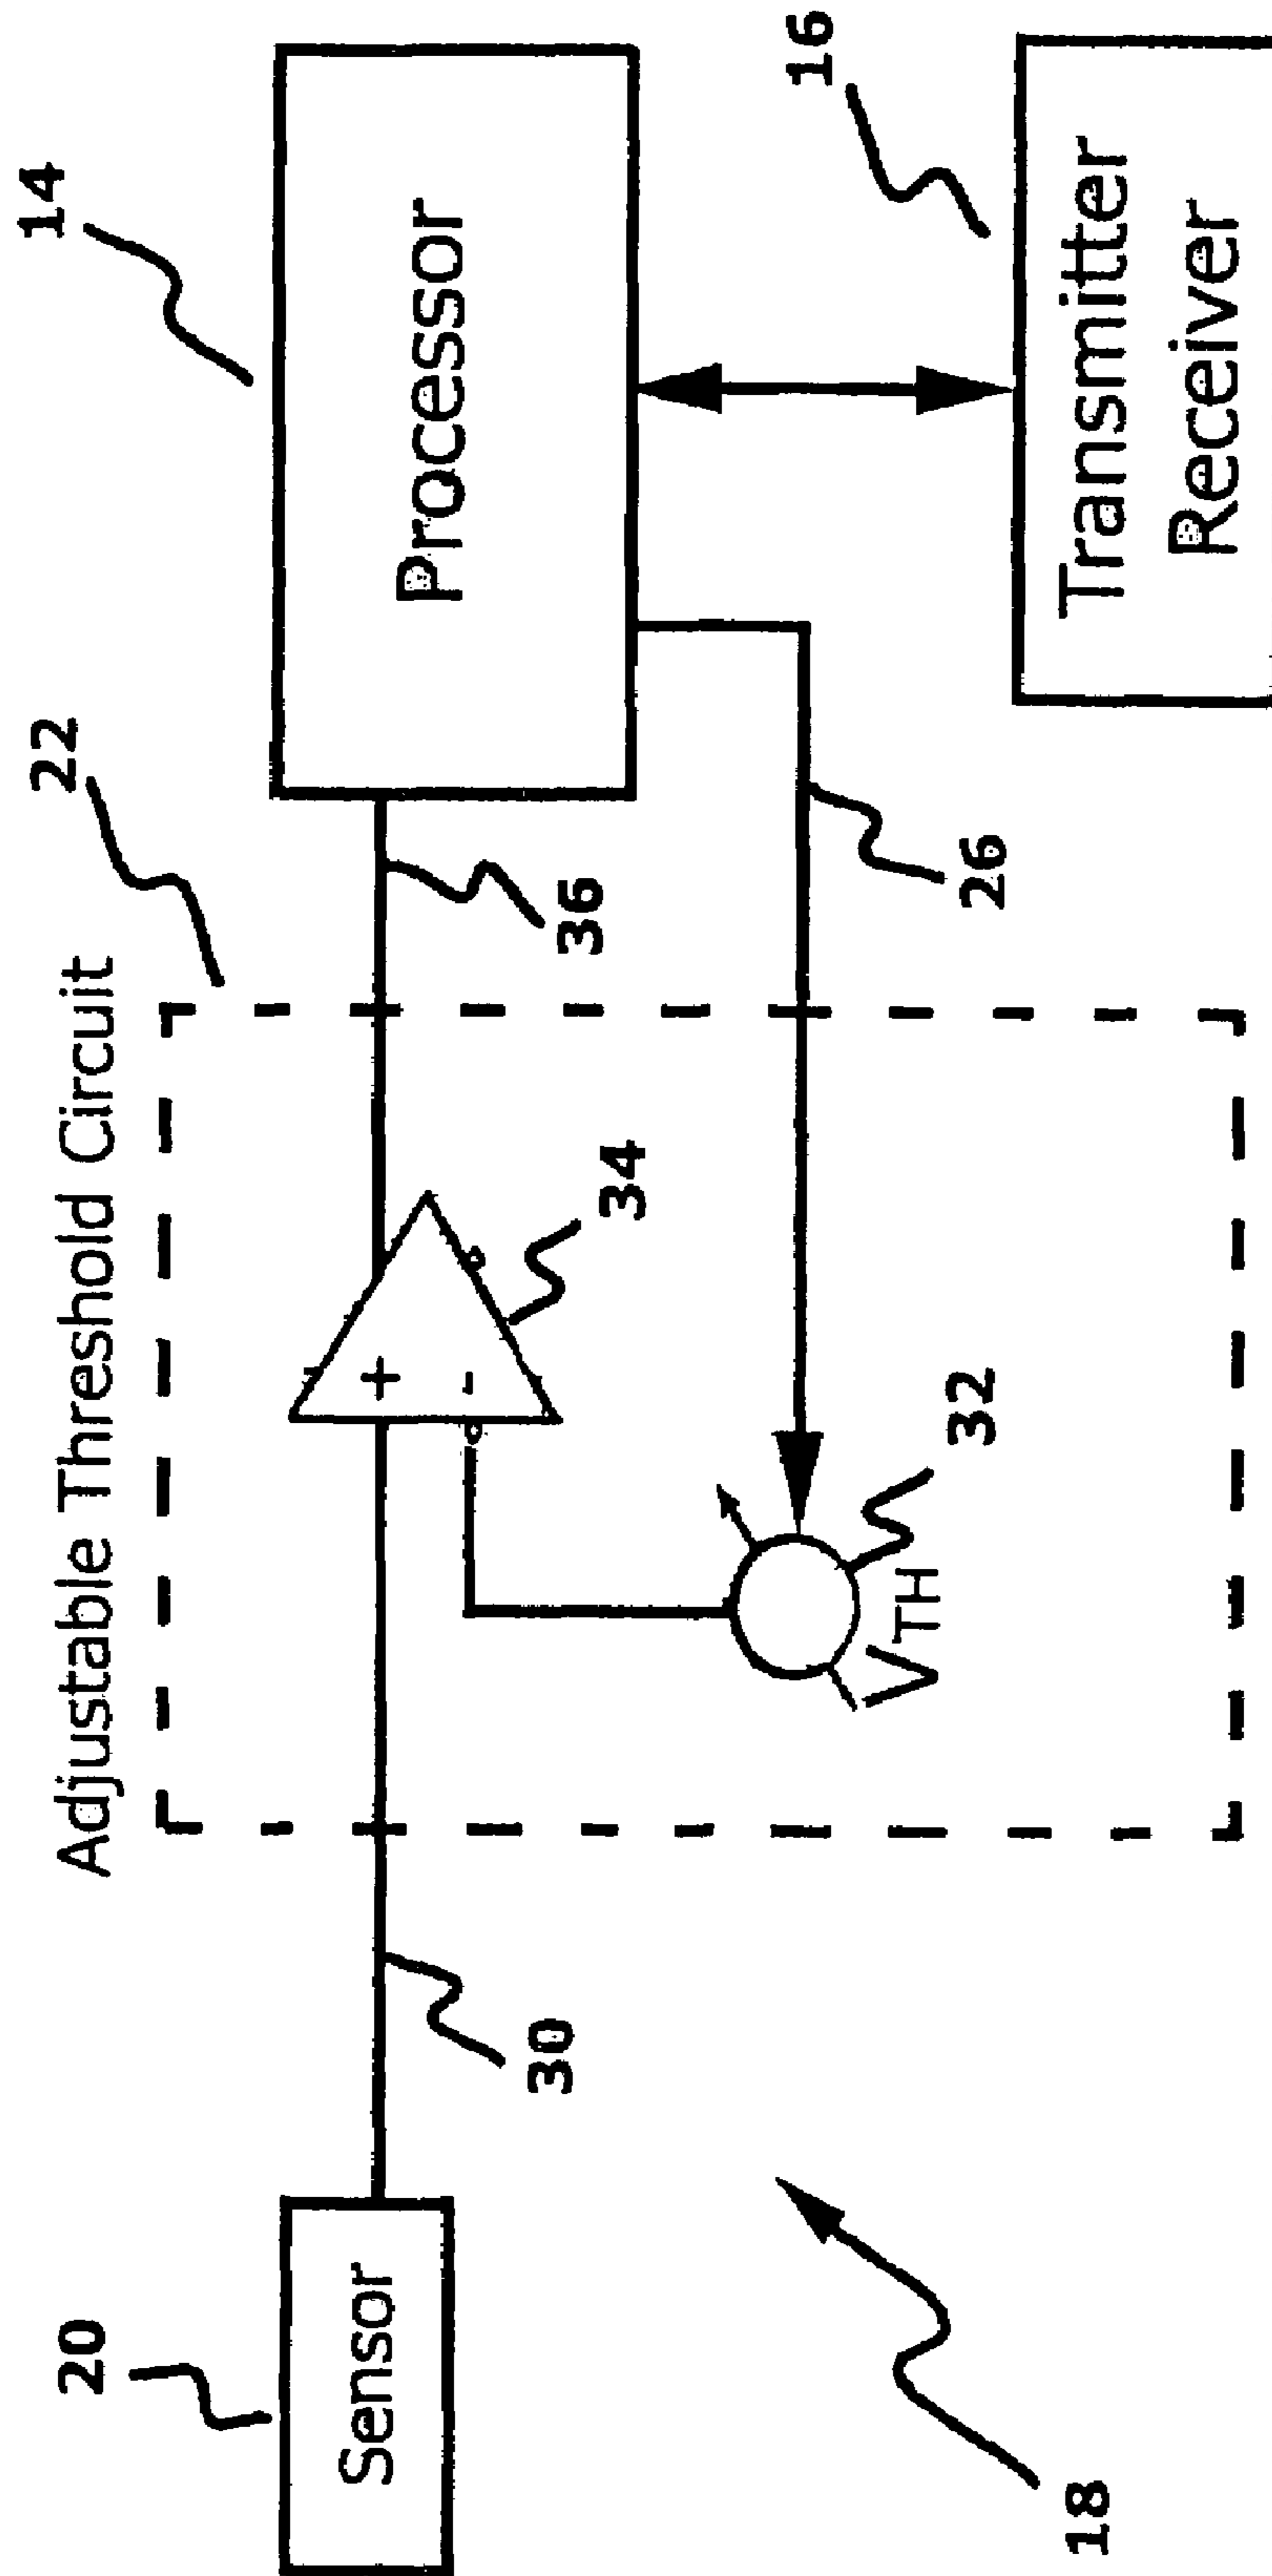 Adjustable Threshold Circuit
22
14
20
Sensor
30
+
-
34
36
Processor
VTH
32
26
16
Transmitter
Receiver
18